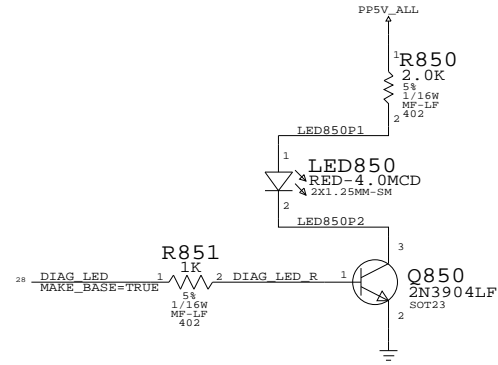 PP5V_ALL
1
R850
2.0K
5%
1/16W
MF-LF
402
2
LED850P1
1
LED850
RED-4.0MCD
2X1.25MM-SM
2
LED850P2
3
R851
1K
28 DIAG_LED 1 2 DIAG_LED_R 1
MAKE_BASE=TRUE
5%
1/16W
MF-LF
402
Q850
2N3904LF
SOT23
2